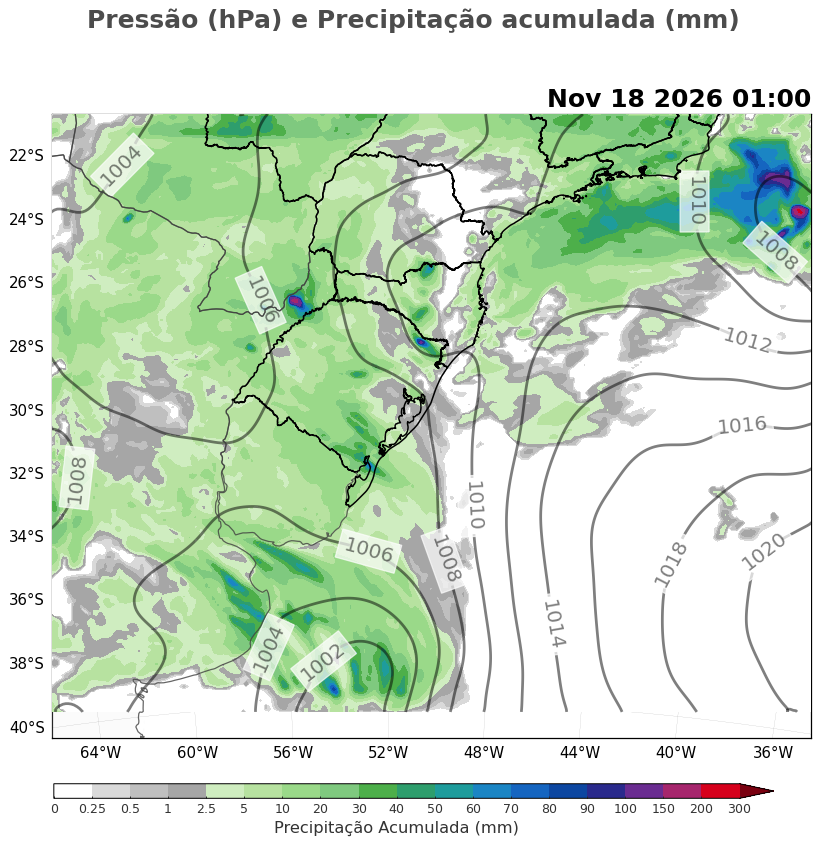 Pressão (hPa) e Precipitação acumulada (mm)
Nov 18 2026 01:00
22°S
24°S
26°S
28°S
30°S
32°S
34°S
36°S
38°S
40°S
1004
1010
1008
1006
1012
1016
1008
1010
1006
1008
1018
1020
1014
1004
1002
64°W 60°W 56°W 52°W 48°W 44°W 40°W 36°W
0 0.25 0.5 1 2.5 5 10 20 30 40 50 60 70 80 90 100 150 200 300
Precipitação Acumulada (mm)